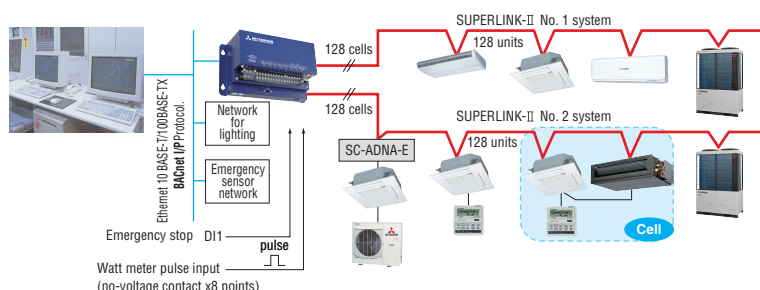 SUPERLINK-II No. 1 system
128 cells
128 units
128 cells
SUPERLINK-II No. 2 system
128 units
Ethernet 10 BASE-T/100BASE-TX
BACnet I/P Protocol.
Network
for
lighting
Emergency
sensor
network
SC-ADNA-E
Cell
Emergency stop DI1
pulse
Watt meter pulse input
(no-voltage contact x8 points)